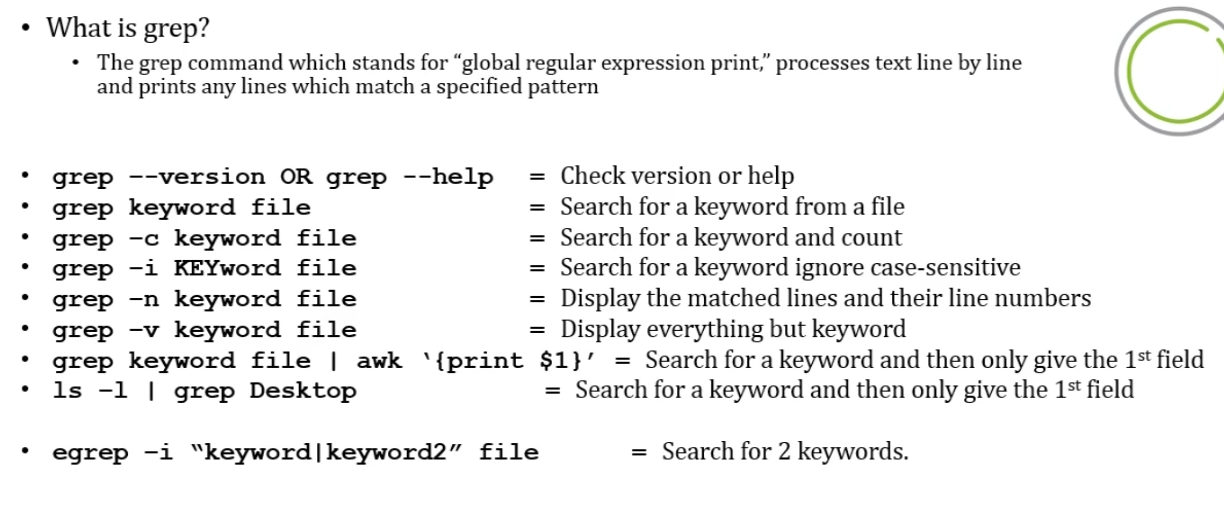 • What is grep?
• The grep command which stands for “global regular expression print,” processes text line by line
and prints any lines which match a specified pattern
• grep --version OR grep --help = Check version or help
• grep keyword file = Search for a keyword from a file
• grep –c keyword file = Search for a keyword and count
• grep –i KEYword file = Search for a keyword ignore case-sensitive
• grep –n keyword file = Display the matched lines and their line numbers
• grep –v keyword file = Display everything but keyword
• grep keyword file | awk ‘{print $1}’ = Search for a keyword and then only give the 1st field
• ls –l | grep Desktop = Search for a keyword and then only give the 1st field
• egrep –i “keyword|keyword2” file = Search for 2 keywords.